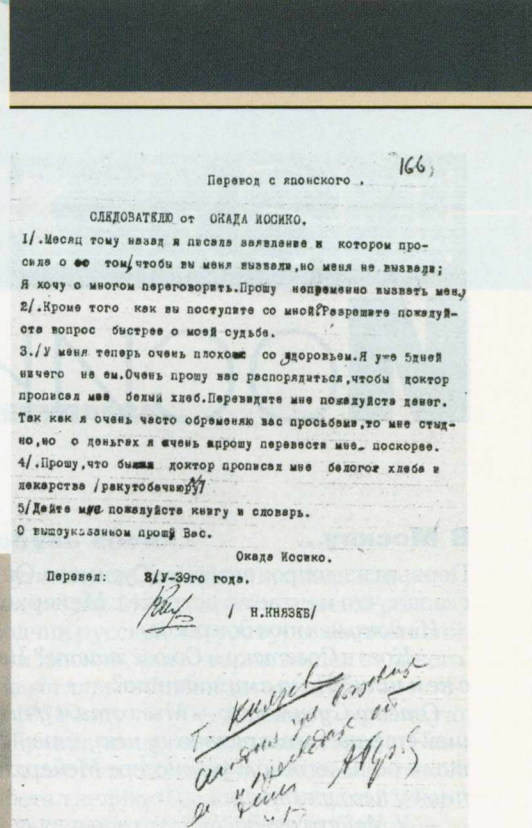 166
Перевод с японского.
СЛЕДОВАТЕЛЮ от ОКАДА ИОСИКО.
1/.Месяц тому назад я писала заявление в котором про-
сила о том, чтобы вы меня вызвали,но меня не вызвали;
Я хочу о многом переговорить.Прошу непременно вызвать меня,
2/.Кроме того как вы поступите со мной? Разрешите пожалуй-
ста вопрос быстрее о моей судьбе.
3./У меня теперь очень плохо со здоровьем.Я уже 5дней
ничего не ем.Очень прошу вас распорядиться,чтобы доктор
прописал мне белый хлеб.Переведите мне пожалуйста денег.
Так как я очень часто обременяю вас просьбами,то мне стыд-
но,но о деньгах я очень прошу перевести мне поскорее.
4/.Прошу,что бы доктор прописал мне белого хлеба и
лекарства /ракутобачиару/
5/Дайте мне пожалуйста книгу и словарь.
О вышоуказанном прошу Вас.
Окада Иосико.
Перевел: 8/V-39го года.
/ Н.КНЯЗЕВ/